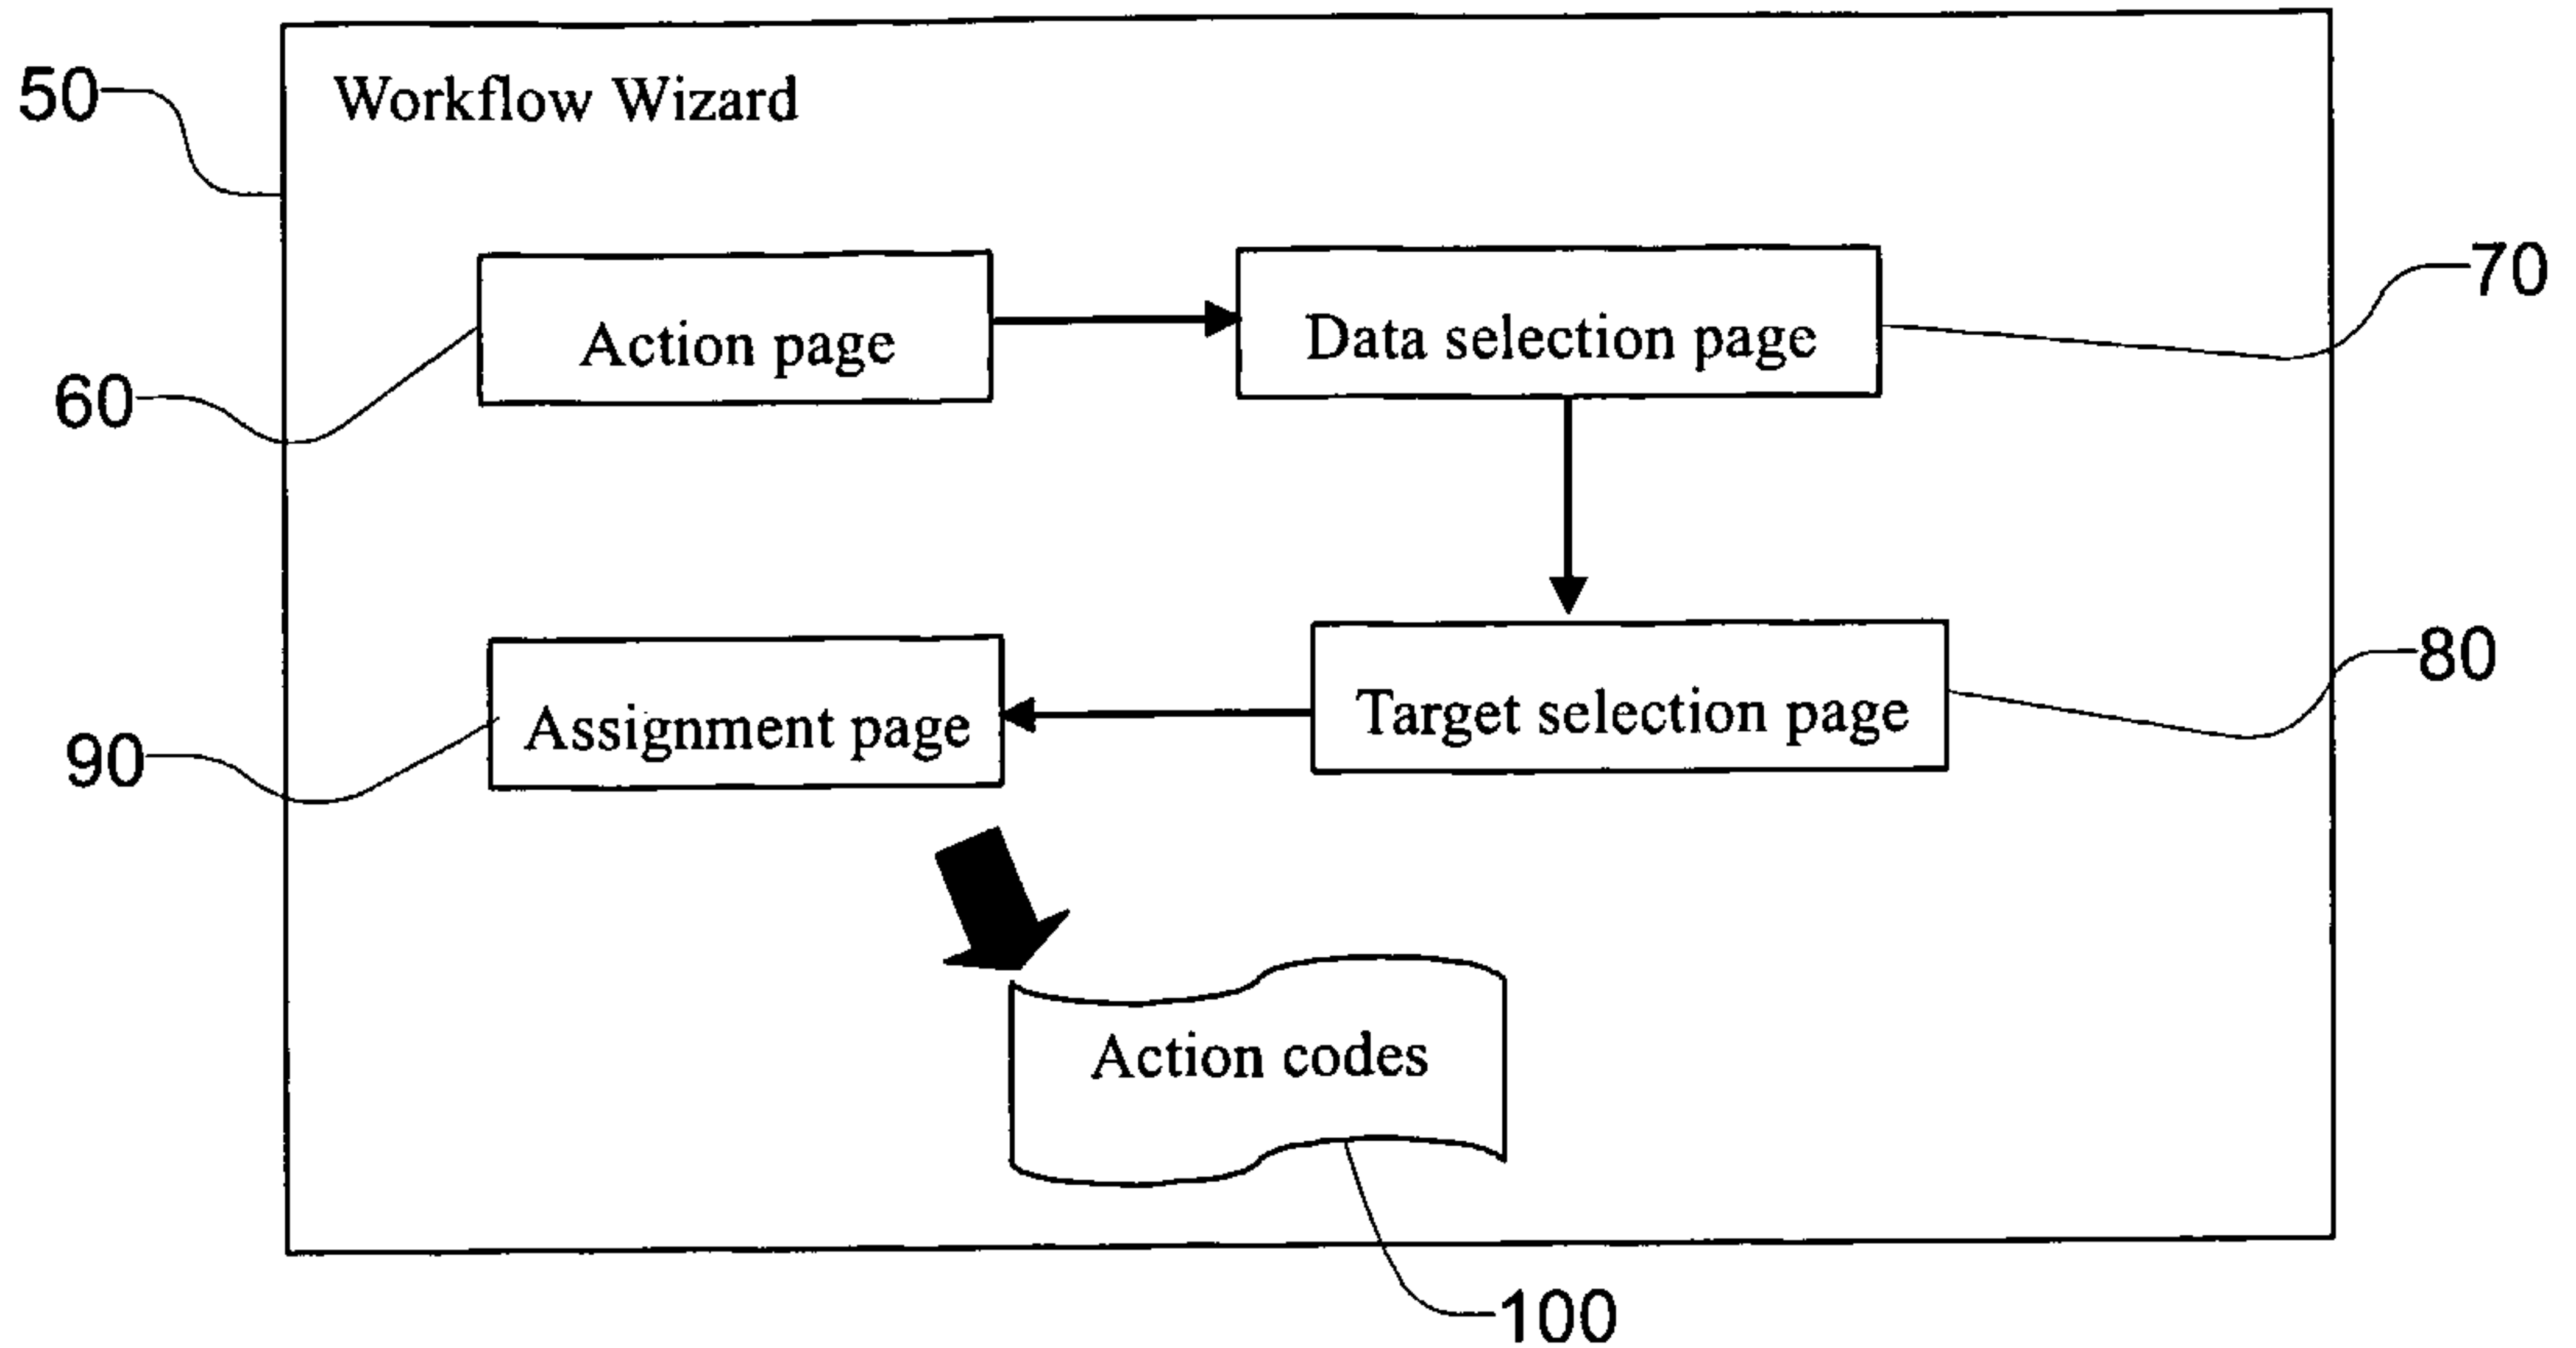 50
Workflow Wizard
Action page
Data selection page
70
60
Assignment page
Target selection page
80
90
Action codes
100